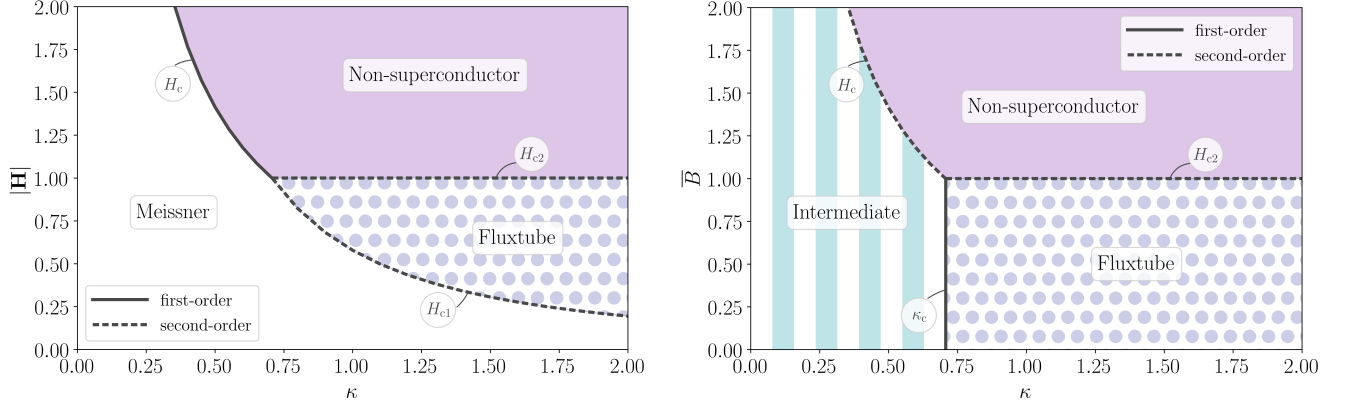 2.00
1.75
1.50
1.25
1.00
0.75
0.50
0.25
0.00
|H|
0.00 0.25 0.50 0.75 1.00 1.25 1.50 1.75 2.00
κ
Non-superconductor
Hc
Hc2
Meissner
Fluxtube
Hc1
first-order
second-order
2.00
1.75
1.50
1.25
1.00
0.75
0.50
0.25
0.00
B̅
0.00 0.25 0.50 0.75 1.00 1.25 1.50 1.75 2.00
κ
first-order
second-order
Hc
Non-superconductor
Hc2
Intermediate
Fluxtube
κc